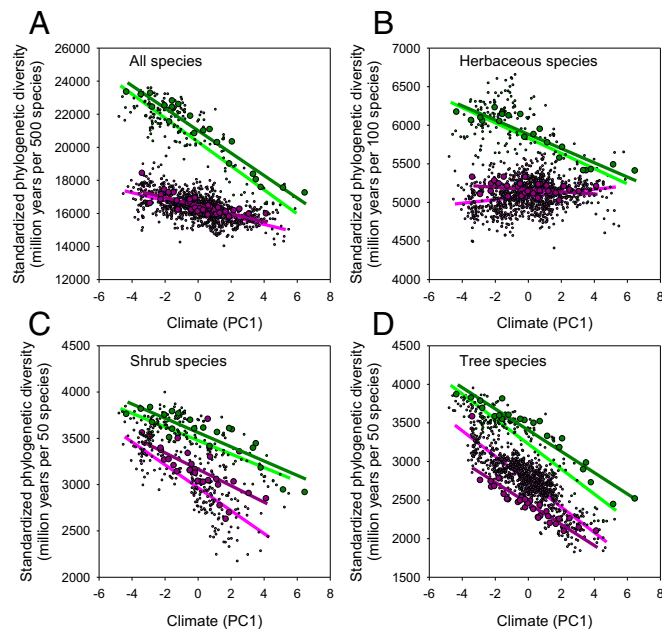 A
All species
Standardized phylogenetic diversity
(million years per 500 species)
26000
24000
22000
20000
18000
16000
14000
12000
-6 -4 -2 0 2 4 6 8
Climate (PC1)
B
Herbaceous species
Standardized phylogenetic diversity
(million years per 100 species)
7000
6000
5000
4000
-6 -4 -2 0 2 4 6 8
Climate (PC1)
C
Shrub species
Standardized phylogenetic diversity
(million years per 50 species)
4500
4000
3500
3000
2500
2000
-6 -4 -2 0 2 4 6 8
Climate (PC1)
D
Tree species
Standardized phylogenetic diversity
(million years per 50 species)
4500
4000
3500
3000
2500
2000
1500
-6 -4 -2 0 2 4 6 8
Climate (PC1)